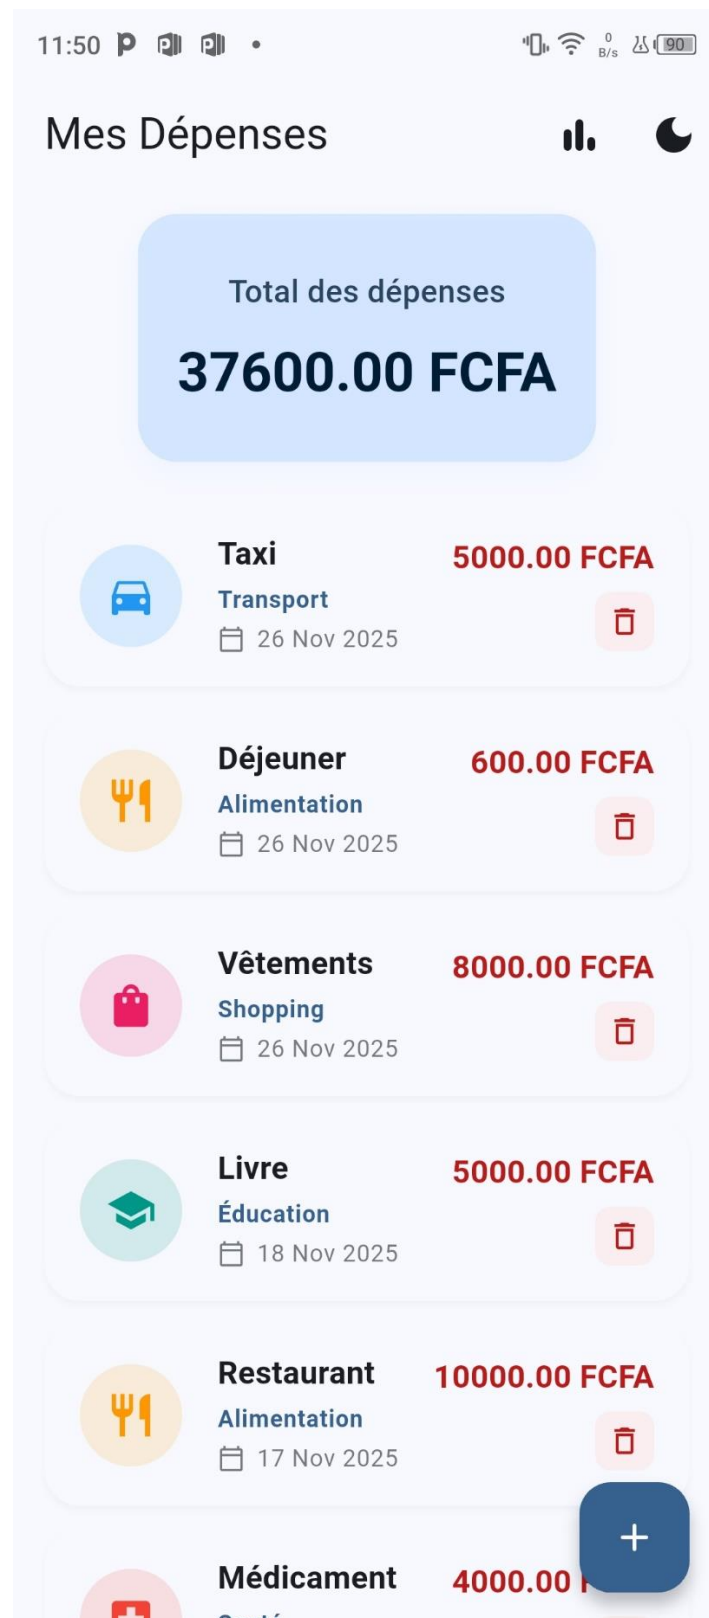 11:50
0
B/s
90
Mes Dépenses
Total des dépenses
37600.00 FCFA
Taxi
5000.00 FCFA
Transport
26 Nov 2025
Déjeuner
600.00 FCFA
Alimentation
26 Nov 2025
Vêtements
8000.00 FCFA
Shopping
26 Nov 2025
Livre
5000.00 FCFA
Éducation
18 Nov 2025
Restaurant
10000.00 FCFA
Alimentation
17 Nov 2025
Médicament
4000.00